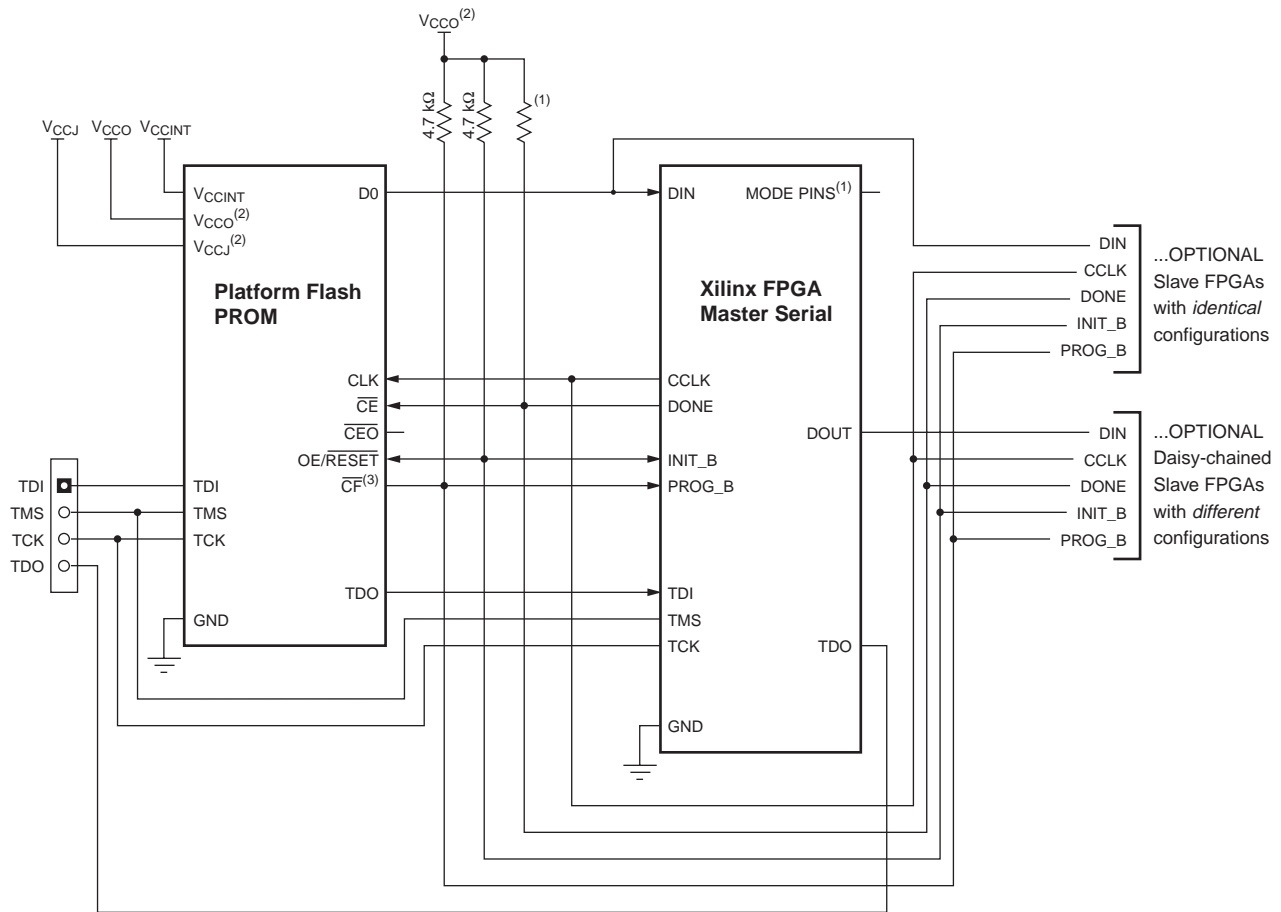 VCCO(2)
4.7 kΩ
4.7 kΩ
(1)
VCCJ VCCO VCCINT
VCCINT
VCCO(2)
VCCJ(2)
D0
Platform Flash
PROM
CLK
CE
CEO
OE/RESET
CF(3)
TDI
TMS
TCK
TDO
GND
TDI
TMS
TCK
TDO
DIN
MODE PINS(1)
Xilinx FPGA
Master Serial
CCLK
DONE
DOUT
INIT_B
PROG_B
TDI
TMS
TCK
TDO
GND
DIN
CCLK
DONE
INIT_B
PROG_B
...OPTIONAL
Slave FPGAs
with identical
configurations
DIN
CCLK
DONE
INIT_B
PROG_B
...OPTIONAL
Daisy-chained
Slave FPGAs
with different
configurations